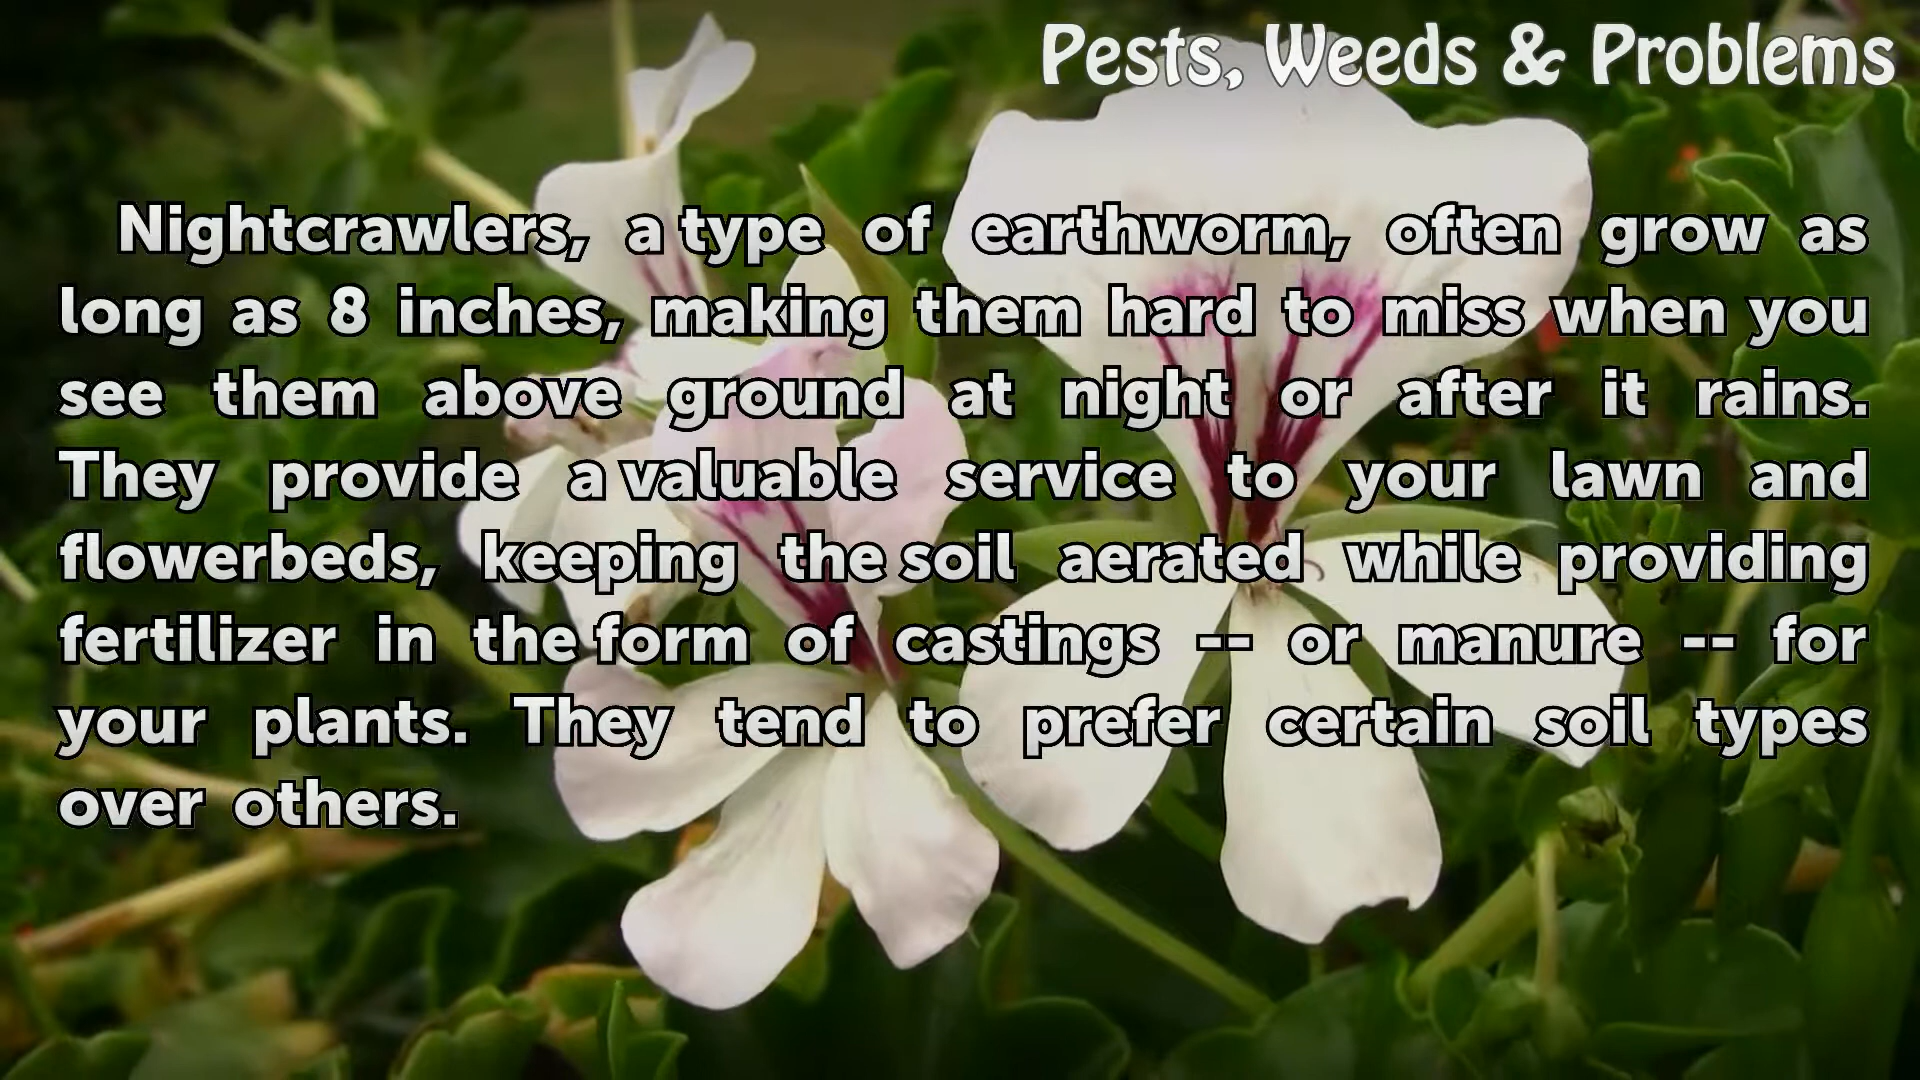 Pests, Weeds & Problems
Nightcrawlers, a type of earthworm, often grow as
long as 8 inches, making them hard to miss when you
see them above ground at night or after it rains.
They provide a valuable service to your lawn and
flowerbeds, keeping the soil aerated while providing
fertilizer in the form of castings -- or manure -- for
your plants. They tend to prefer certain soil types
over others.